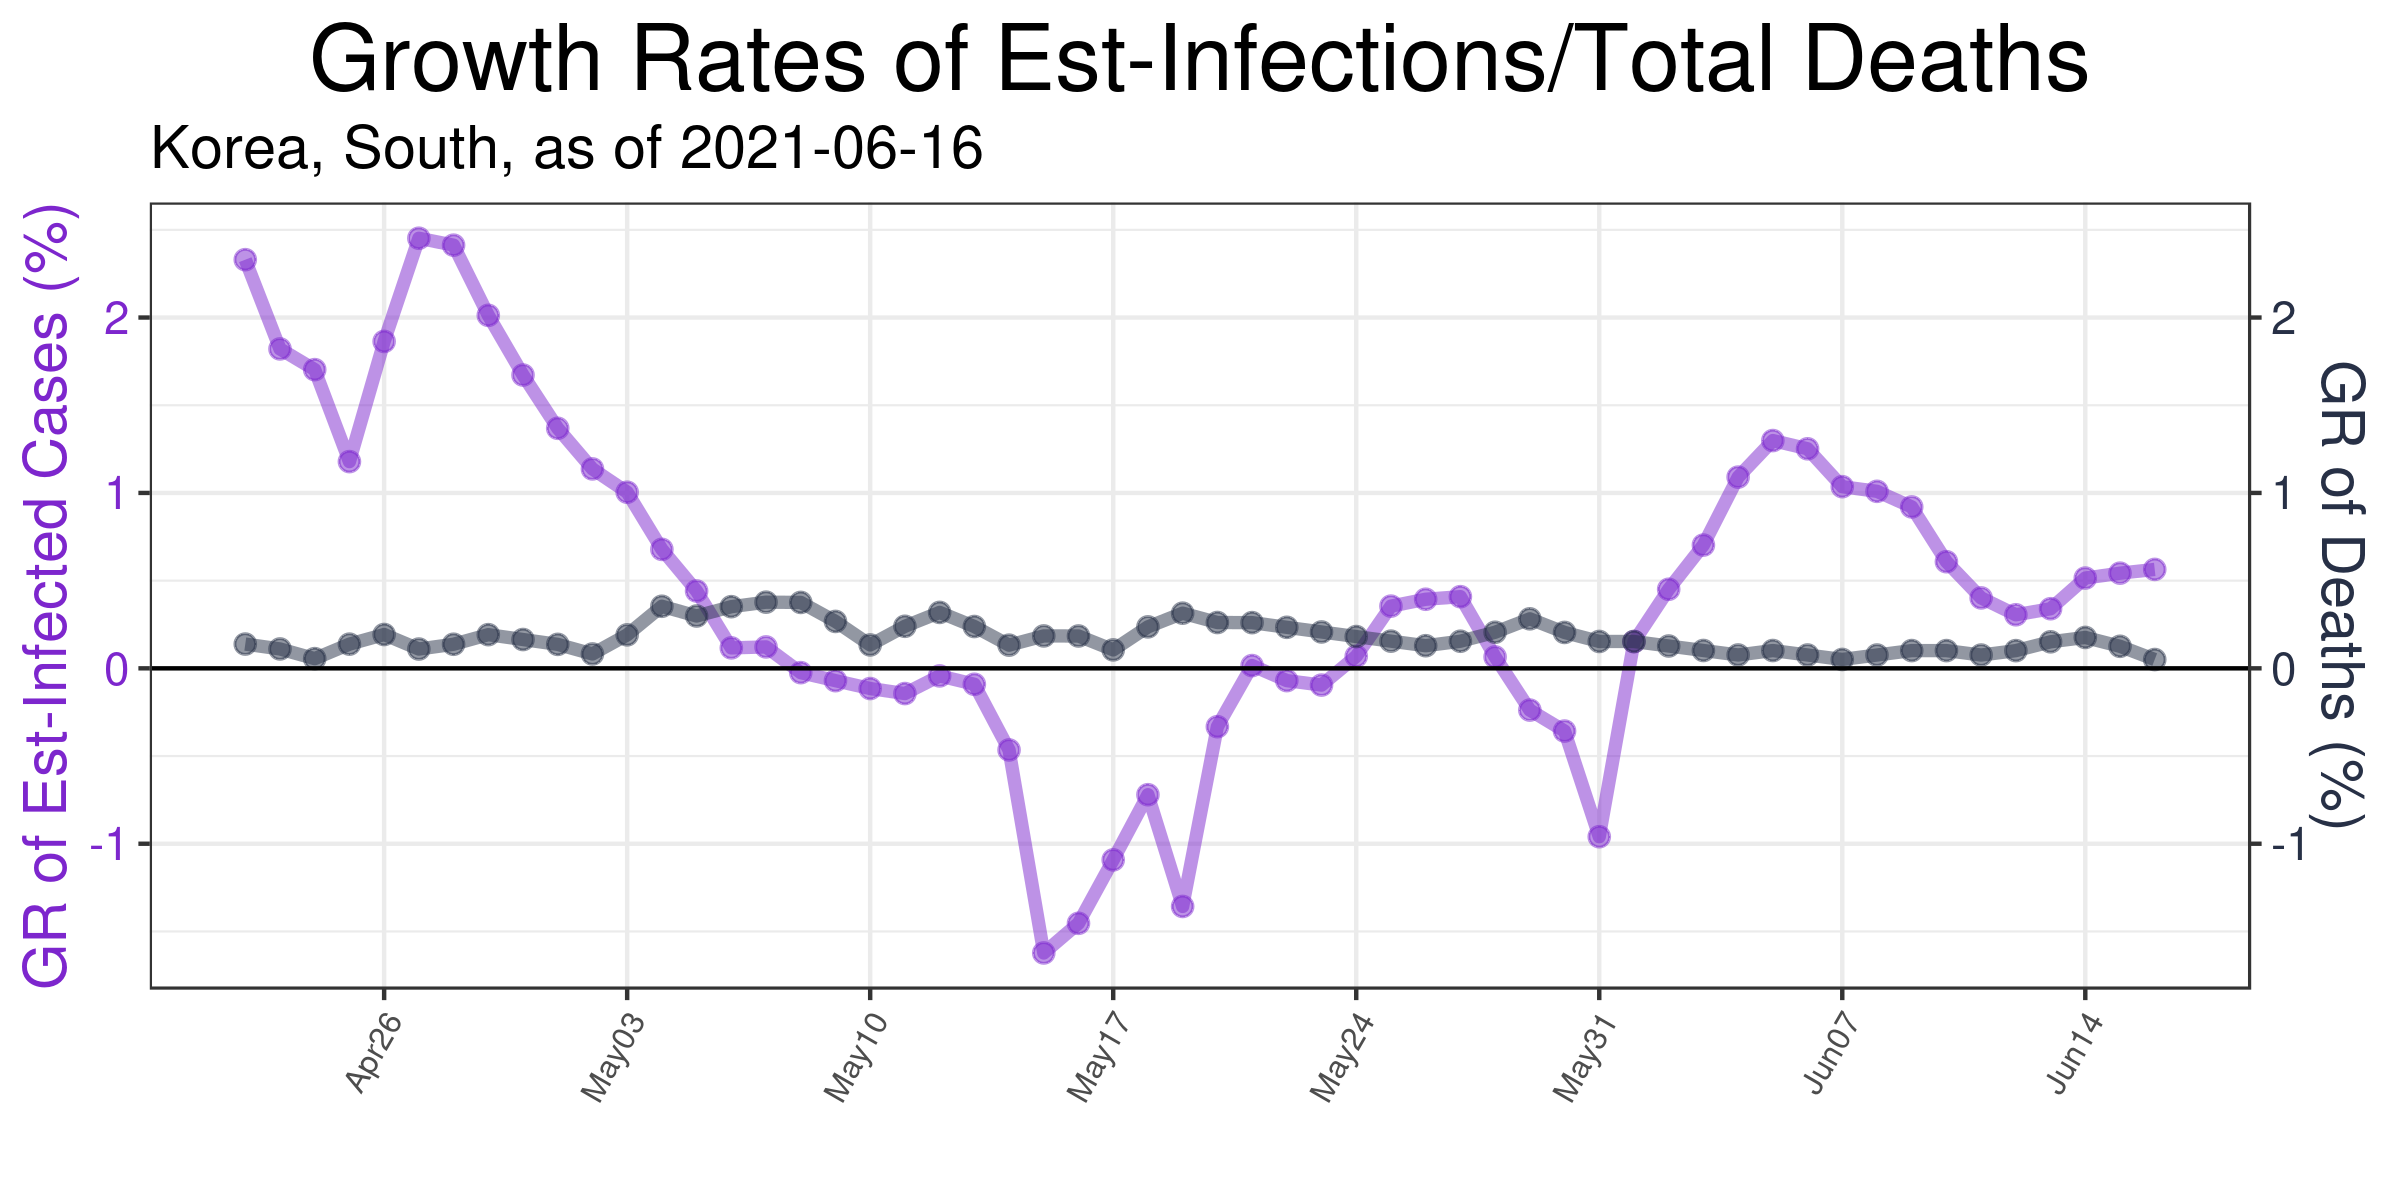 Growth Rates of Est-Infections/Total Deaths
Korea, South, as of 2021-06-16
GR of Est-Infected Cases (%)
2
1
0
-1
2
1
0
-1
GR of Deaths (%)
Apr26
May03
May10
May17
May24
May31
Jun07
Jun14